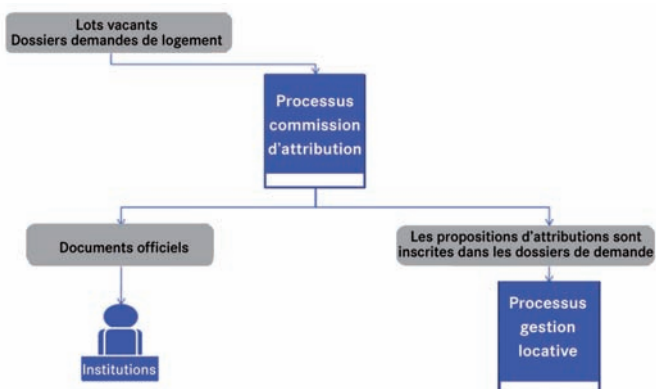 Lots vacants
Dossiers demandes de logement
Processus
commission
d'attribution
Documents officiels
Les propositions d'attributions sont
inscrites dans les dossiers de demande
Institutions
Processus
gestion
locative